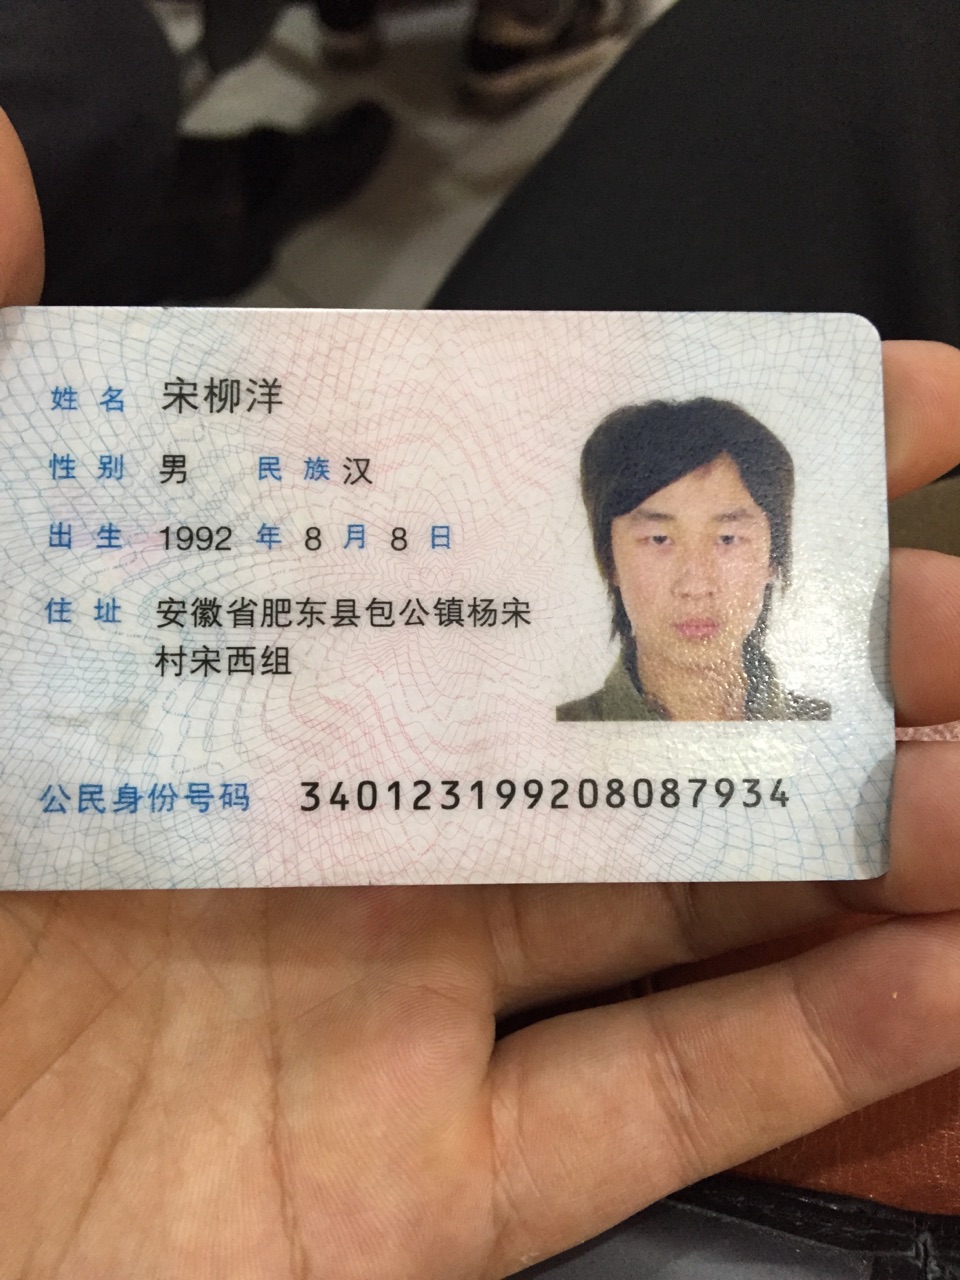 姓名 宋柳洋
性别 男 民族 汉
出生 1992 年 8 月 8 日
住址 安徽省肥东县包公镇杨宋
村宋西组
公民身份号码 340123199208087934